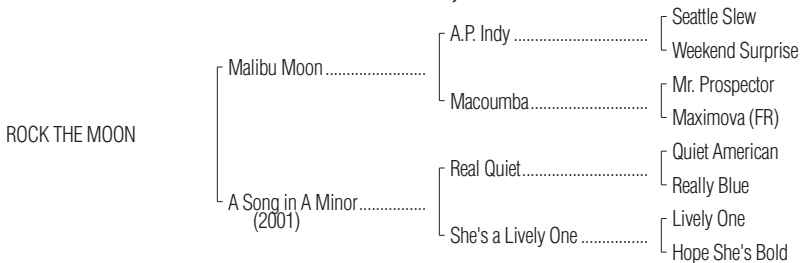 Seattle Slew
A.P. Indy
Weekend Surprise
Malibu Moon
Mr. Prospector
Macoumba
Maximova (FR)
ROCK THE MOON
Quiet American
Real Quiet
Really Blue
A Song in A Minor
(2001)
Lively One
She's a Lively One
Hope She's Bold